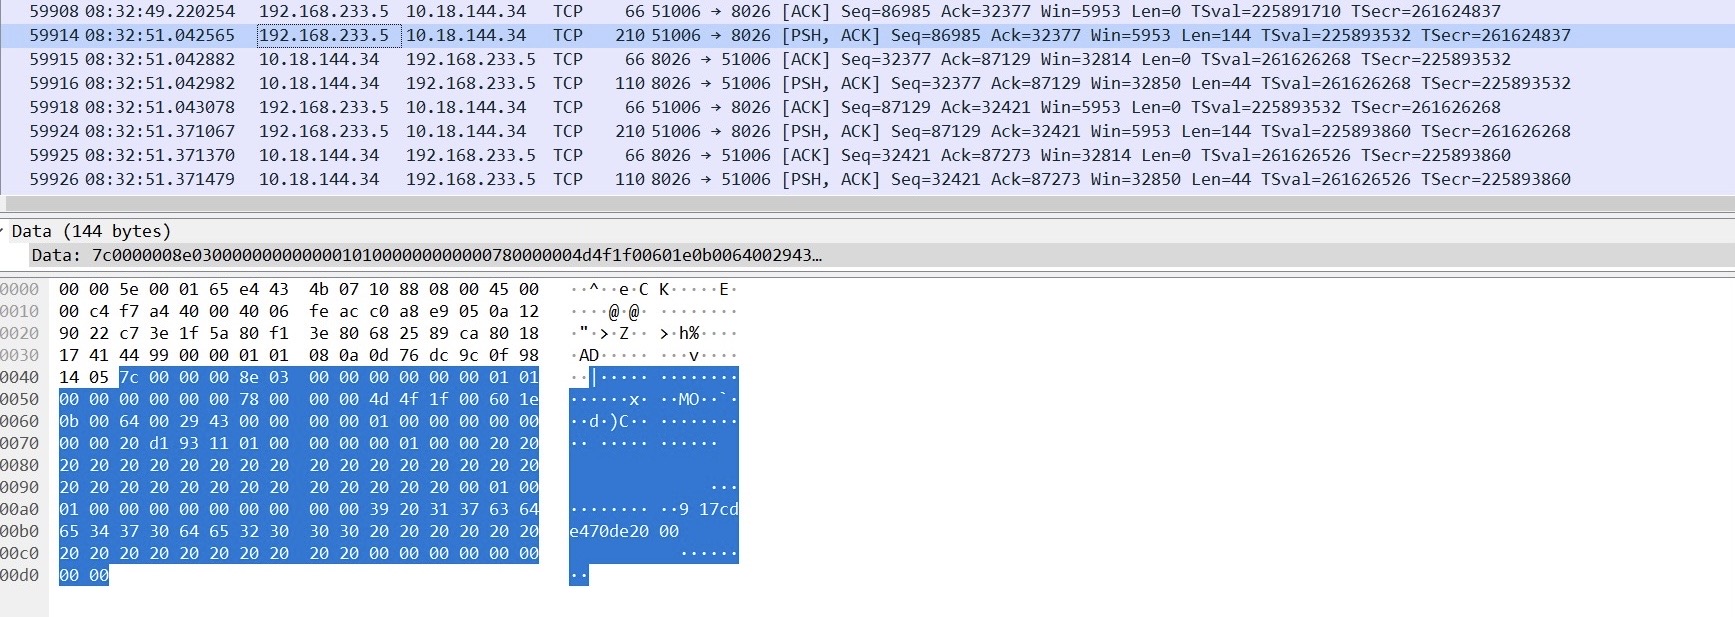 59908 08:32:49.220254 192.168.233.5 10.18.144.34 TCP 66 51006 → 8026 [ACK] Seq=86985 Ack=32377 Win=5953 Len=0 TSval=225891710 TSecr=261624837
59914 08:32:51.042565 192.168.233.5 10.18.144.34 TCP 210 51006 → 8026 [PSH, ACK] Seq=86985 Ack=32377 Win=5953 Len=144 TSval=225893532 TSecr=261624837
59915 08:32:51.042882 10.18.144.34 192.168.233.5 TCP 66 8026 → 51006 [ACK] Seq=32377 Ack=87129 Win=32814 Len=0 TSval=261626268 TSecr=225893532
59916 08:32:51.042982 10.18.144.34 192.168.233.5 TCP 110 8026 → 51006 [PSH, ACK] Seq=32377 Ack=87129 Win=32850 Len=44 TSval=261626268 TSecr=225893532
59918 08:32:51.043078 192.168.233.5 10.18.144.34 TCP 66 51006 → 8026 [ACK] Seq=87129 Ack=32421 Win=5953 Len=0 TSval=225893532 TSecr=261626268
59924 08:32:51.371067 192.168.233.5 10.18.144.34 TCP 210 51006 → 8026 [PSH, ACK] Seq=87129 Ack=32421 Win=5953 Len=144 TSval=225893860 TSecr=261626268
59925 08:32:51.371370 10.18.144.34 192.168.233.5 TCP 66 8026 → 51006 [ACK] Seq=32421 Ack=87273 Win=32814 Len=0 TSval=261626526 TSecr=225893860
59926 08:32:51.371479 10.18.144.34 192.168.233.5 TCP 110 8026 → 51006 [PSH, ACK] Seq=32421 Ack=87273 Win=32850 Len=44 TSval=261626526 TSecr=225893860
Data (144 bytes)
Data: 7c0000008e0300000000000000101000000000000780000004d4f1f00601e0b0064002943…
0000 00 00 5e 00 01 65 e4 43 4b 07 10 88 08 00 45 00 ··^··e·C K·····E·
0010 00 c4 f7 a4 40 00 40 06 fe ac c0 a8 e9 05 0a 12 ····@·@· ········
0020 90 22 c7 3e 1f 5a 80 f1 3e 80 68 25 89 ca 80 18 ·"·>·Z·· >·h%····
0030 17 41 44 99 00 00 01 01 08 0a 0d 76 dc 9c 0f 98 ·AD····· ···v····
0040 14 05 7c 00 00 00 8e 03 00 00 00 00 00 00 01 01 ··|····· ········
0050 00 00 00 00 00 00 78 00 00 00 4d 4f 1f 00 60 1e ······x· ··MO··`·
0060 0b 00 64 00 29 43 00 00 00 00 01 00 00 00 00 00 ··d·)C·· ········
0070 00 00 20 d1 93 11 01 00 00 00 00 01 00 00 20 20 ·· ····· ······
0080 20 20 20 20 20 20 20 20 20 20 20 20 20 20 20 20
0090 20 20 20 20 20 20 20 20 20 20 20 20 20 00 01 00 ···
00a0 01 00 00 00 00 00 00 00 00 00 39 20 31 37 63 64 ········ ··9 17cd
00b0 65 34 37 30 64 65 32 30 30 30 20 20 20 20 20 20 e470de20 00
00c0 20 20 20 20 20 20 20 20 20 20 00 00 00 00 00 00 ······
00d0 00 00 ··